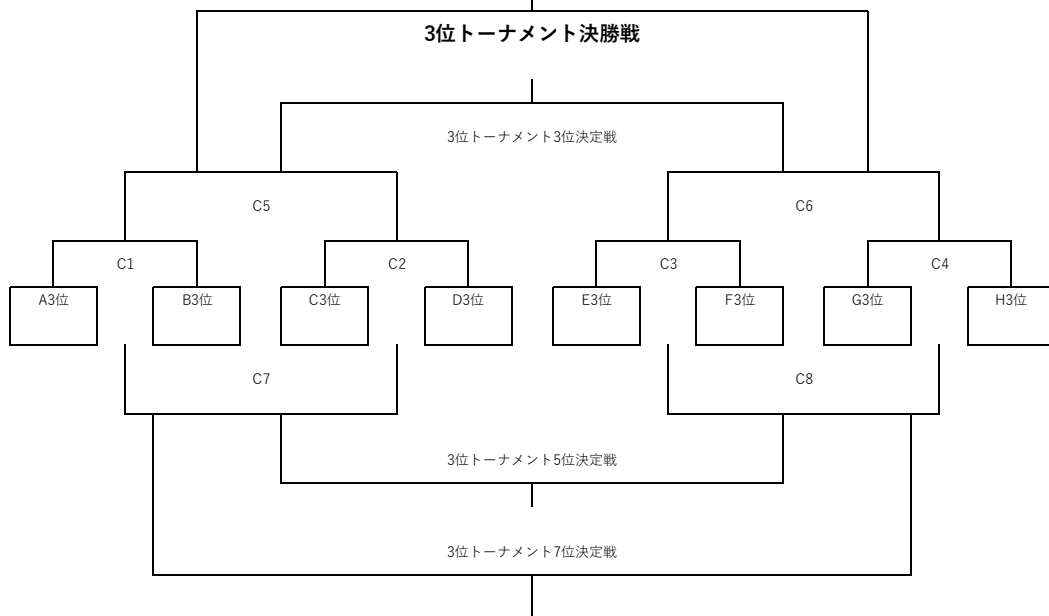 3位トーナメント決勝戦
3位トーナメント3位決定戦
C5
C6
C1
C2
C3
C4
A3位
B3位
C3位
D3位
E3位
F3位
G3位
H3位
C7
C8
3位トーナメント5位決定戦
3位トーナメント7位決定戦